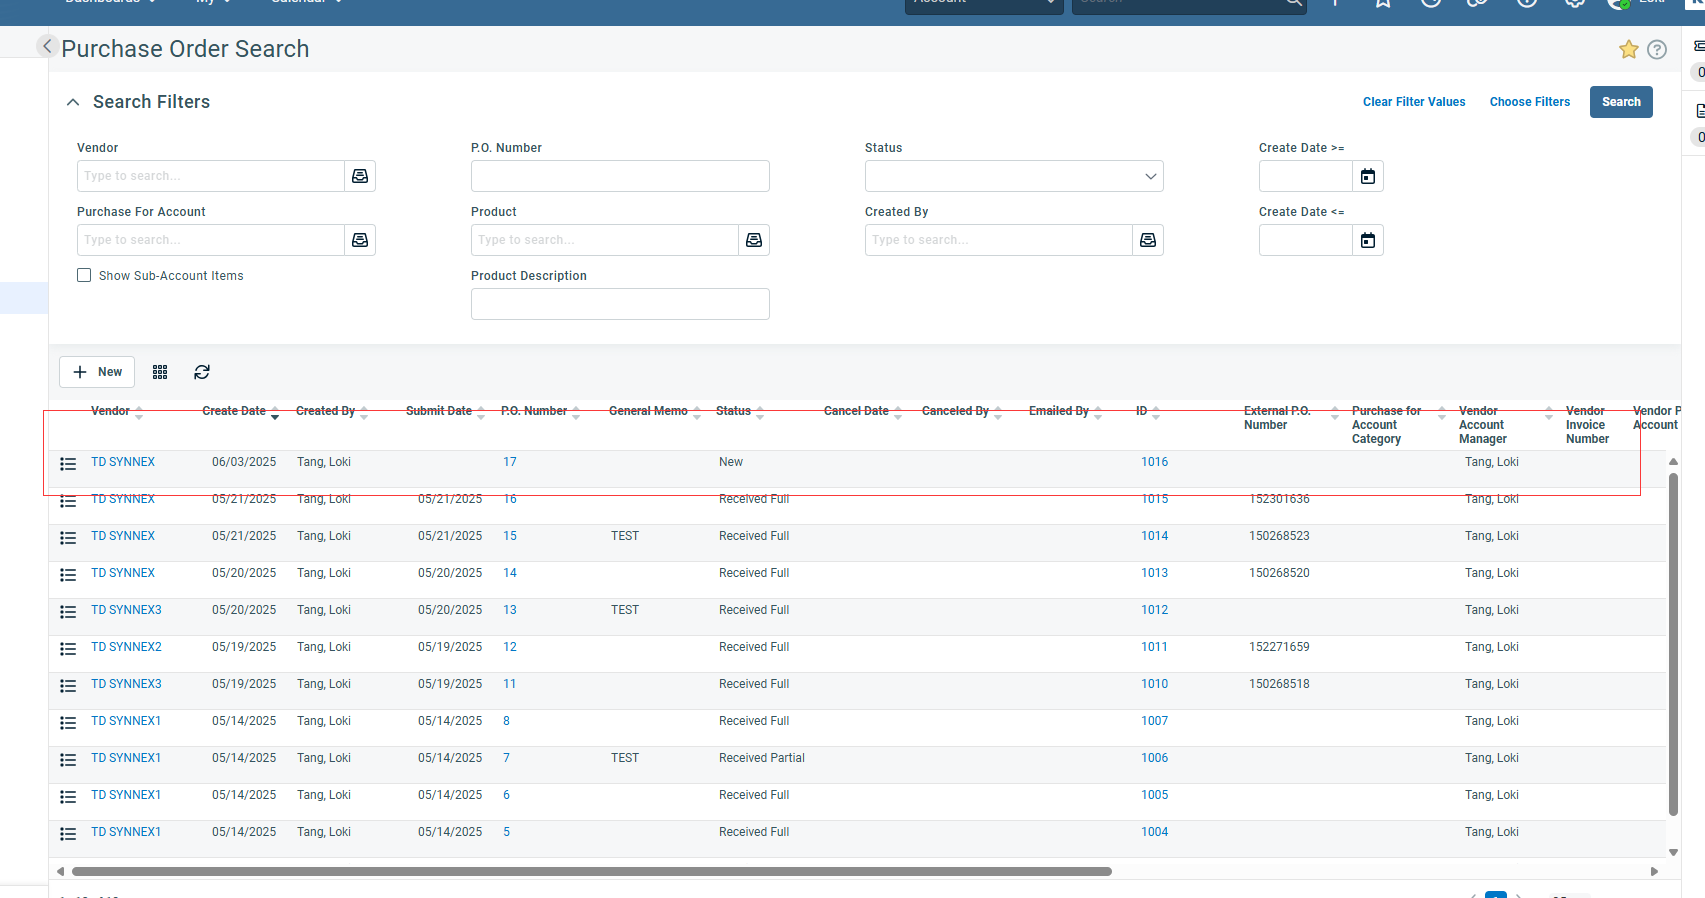 Purchase Order Search
Search Filters
Clear Filter Values Choose Filters Search
Vendor P.O. Number Status Create Date >=
Type to search...
Purchase For Account Product Created By Create Date <=
Type to search... Type to search... Type to search...
Show Sub-Account Items Product Description
New
Vendor Create Date Created By Submit Date P.O. Number General Memo Status Cancel Date Canceled By Emailed By ID External P.O. Purchase for Vendor Vendor Vendor P
Number Account Account Invoice Account
Category Manager Number
TD SYNNEX 06/03/2025 Tang, Loki 17 New 1016 Tang, Loki
TD SYNNEX 05/21/2025 Tang, Loki 05/21/2025 16 Received Full 1015 152301636 Tang, Loki
TD SYNNEX 05/21/2025 Tang, Loki 05/21/2025 15 TEST Received Full 1014 150268523 Tang, Loki
TD SYNNEX 05/20/2025 Tang, Loki 05/20/2025 14 Received Full 1013 150268520 Tang, Loki
TD SYNNEX3 05/20/2025 Tang, Loki 05/20/2025 13 TEST Received Full 1012 Tang, Loki
TD SYNNEX2 05/19/2025 Tang, Loki 05/19/2025 12 Received Full 1011 152271659 Tang, Loki
TD SYNNEX3 05/19/2025 Tang, Loki 05/19/2025 11 Received Full 1010 150268518 Tang, Loki
TD SYNNEX1 05/14/2025 Tang, Loki 05/14/2025 8 Received Full 1007 Tang, Loki
TD SYNNEX1 05/14/2025 Tang, Loki 05/14/2025 7 TEST Received Partial 1006 Tang, Loki
TD SYNNEX1 05/14/2025 Tang, Loki 05/14/2025 6 Received Full 1005 Tang, Loki
TD SYNNEX1 05/14/2025 Tang, Loki 05/14/2025 5 Received Full 1004 Tang, Loki